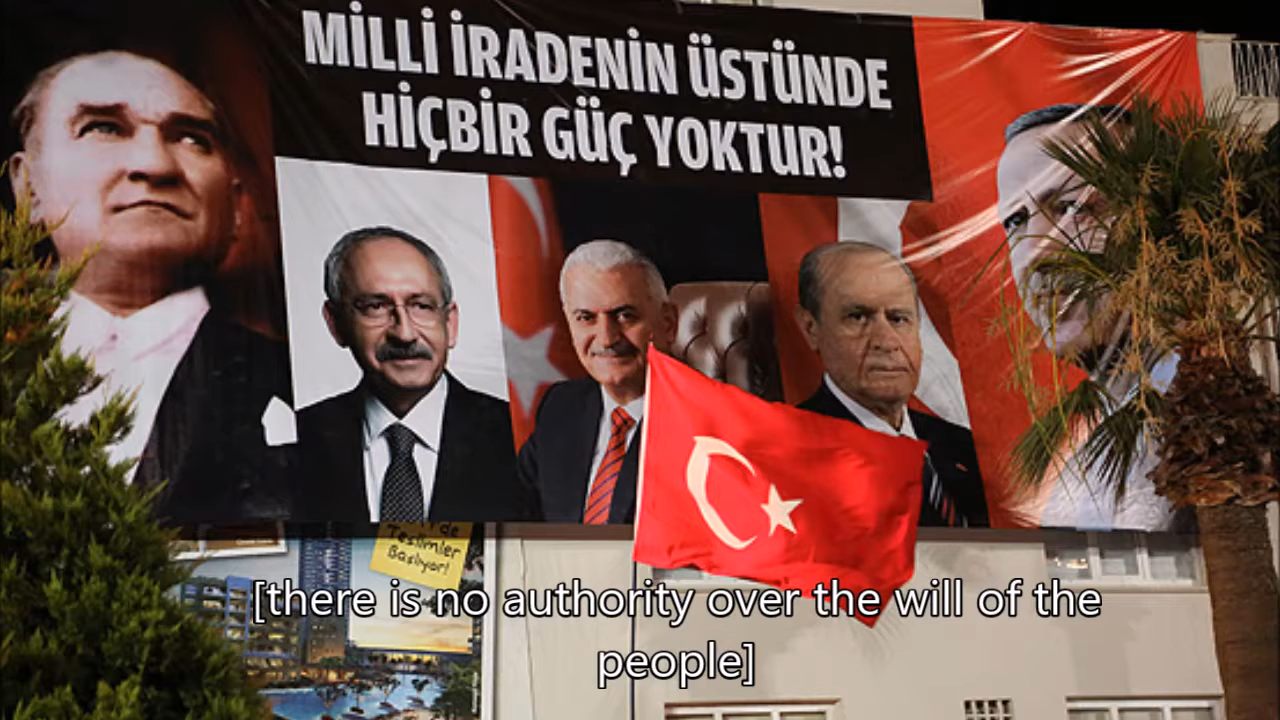 MİLLİ İRADENİN ÜSTÜNDE
HİÇBİR GÜÇ YOKTUR!
Teslimler
Başlıyor!
[there is no authority over the will of the
people]